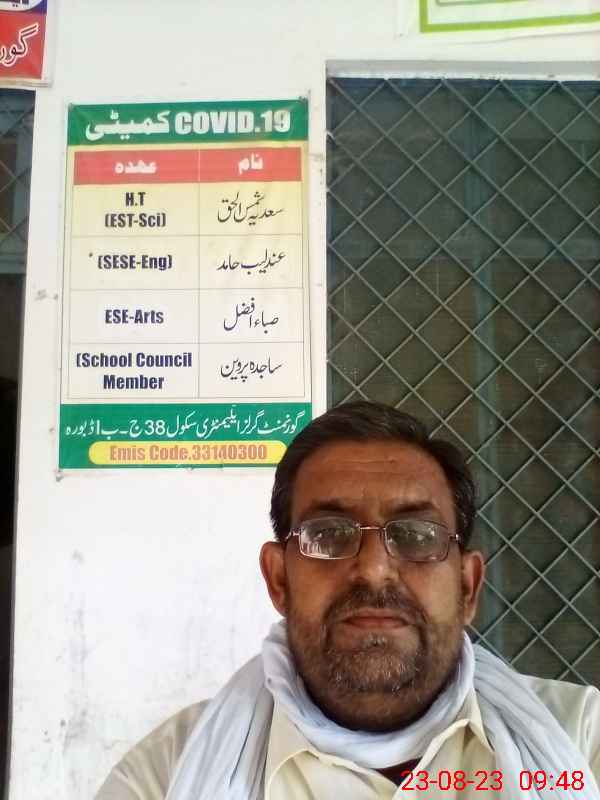 گور
COVID.19 کمیٹی
نام عہدہ
سعدیہ شمس الحق H.T
(EST-Sci)
عندلیب حامد (SESE-Eng)
صباء افضل ESE-Arts
ساجدہ پروین (School Council
Member
گورنمنٹ گرلز ایلیمنٹری سکول 38 ج-ب
Emis Code.33140300
23-08-23 09:48